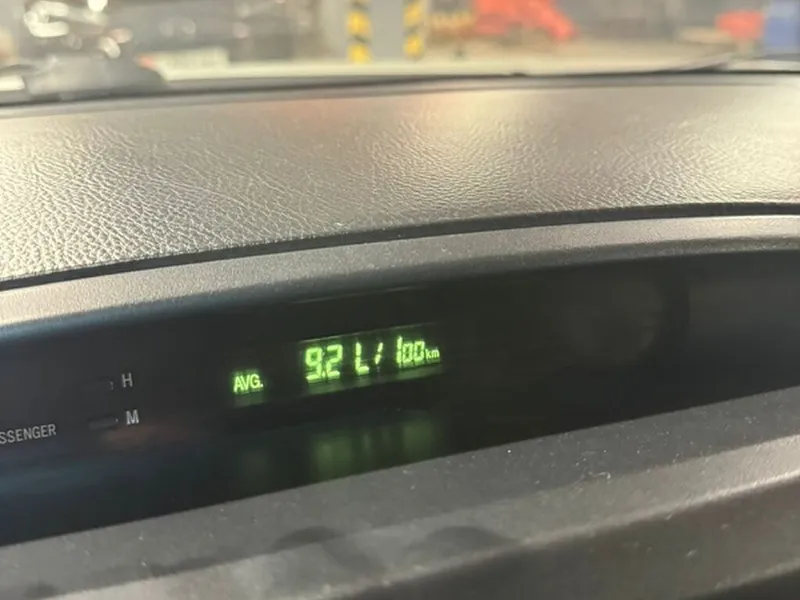 AVG. 9.2 L/100km
H
M
SSENGER